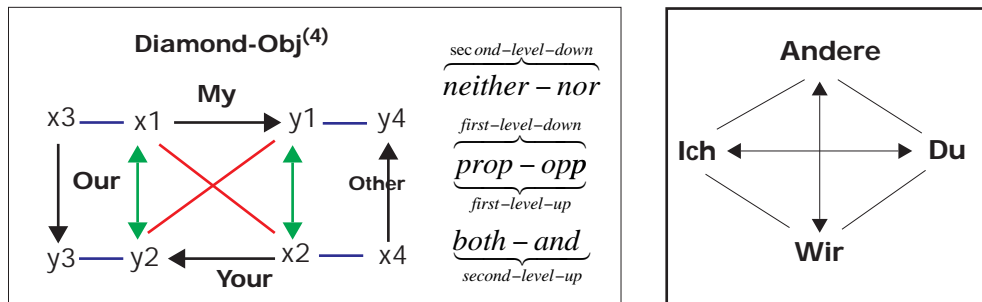 Diamond-Obj(4)
My
x3 x1 y1 y4
Our
Other
y3 y2 x2 x4
Your
second-level-down
neither - nor
first-level-down
prop - opp
first-level-up
both - and
second-level-up
Andere
Ich Du
Wir